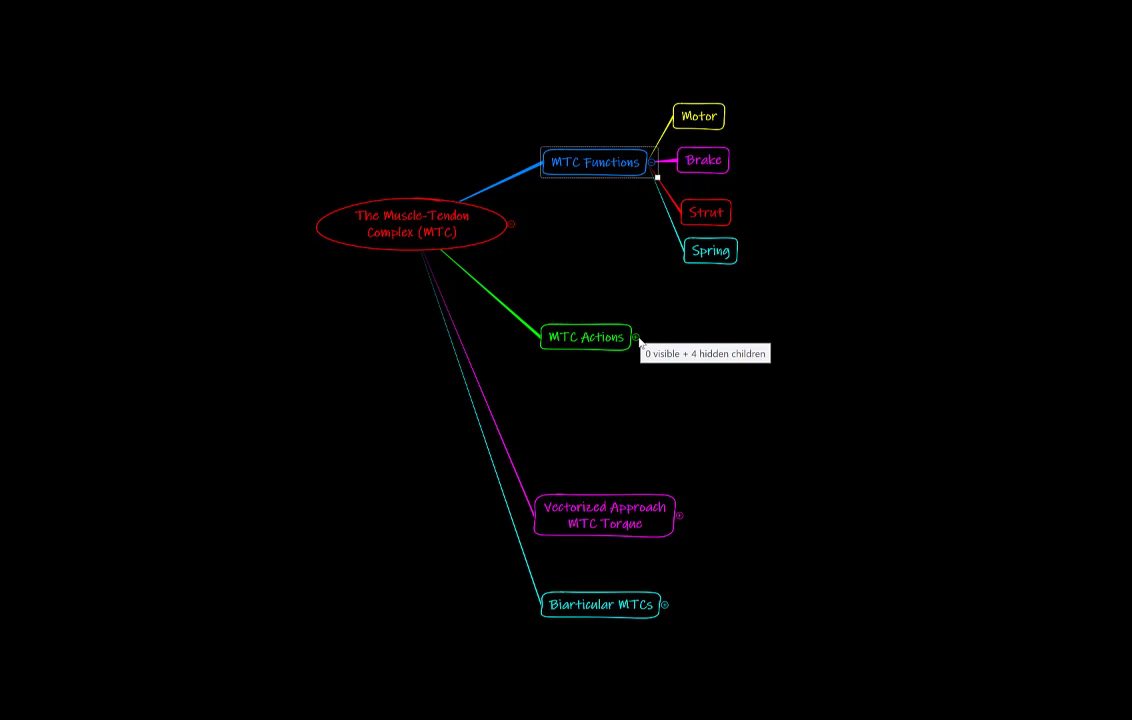 Motor
MTC Functions
Brake
Strut
The Muscle-Tendon
Complex (MTC)
Spring
MTC Actions
0 visible + 4 hidden children
Vectorized Approach
MTC Torque
Biarticular MTCs